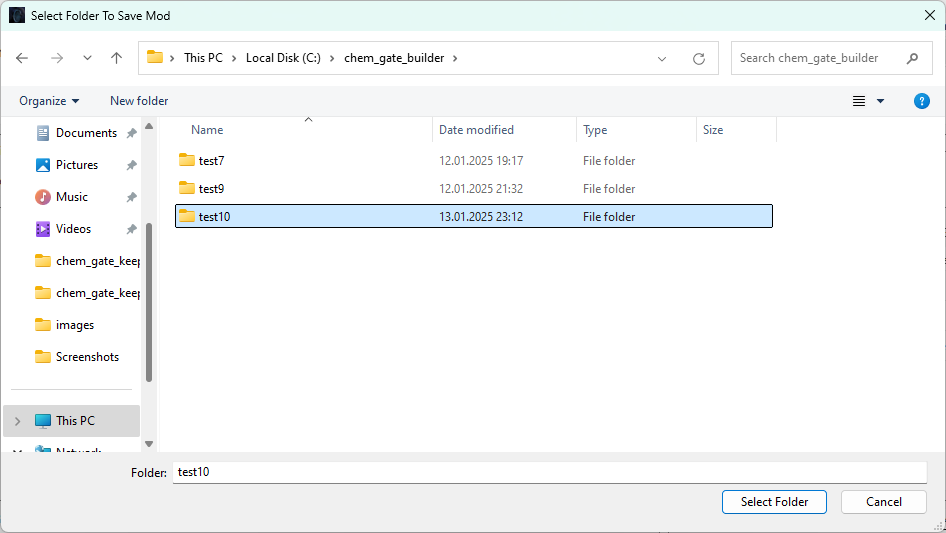 Select Folder To Save Mod
This PC > Local Disk (C:) > chem_gate_builder >
Search chem_gate_builder
Organize
New folder
?
Documents
Pictures
Music
Videos
chem_gate_keep
chem_gate_keep
images
Screenshots
This PC
Network
Name Date modified Type Size
test7 12.01.2025 19:17 File folder
test9 12.01.2025 21:32 File folder
test10 13.01.2025 23:12 File folder
Folder: test10
Select Folder Cancel